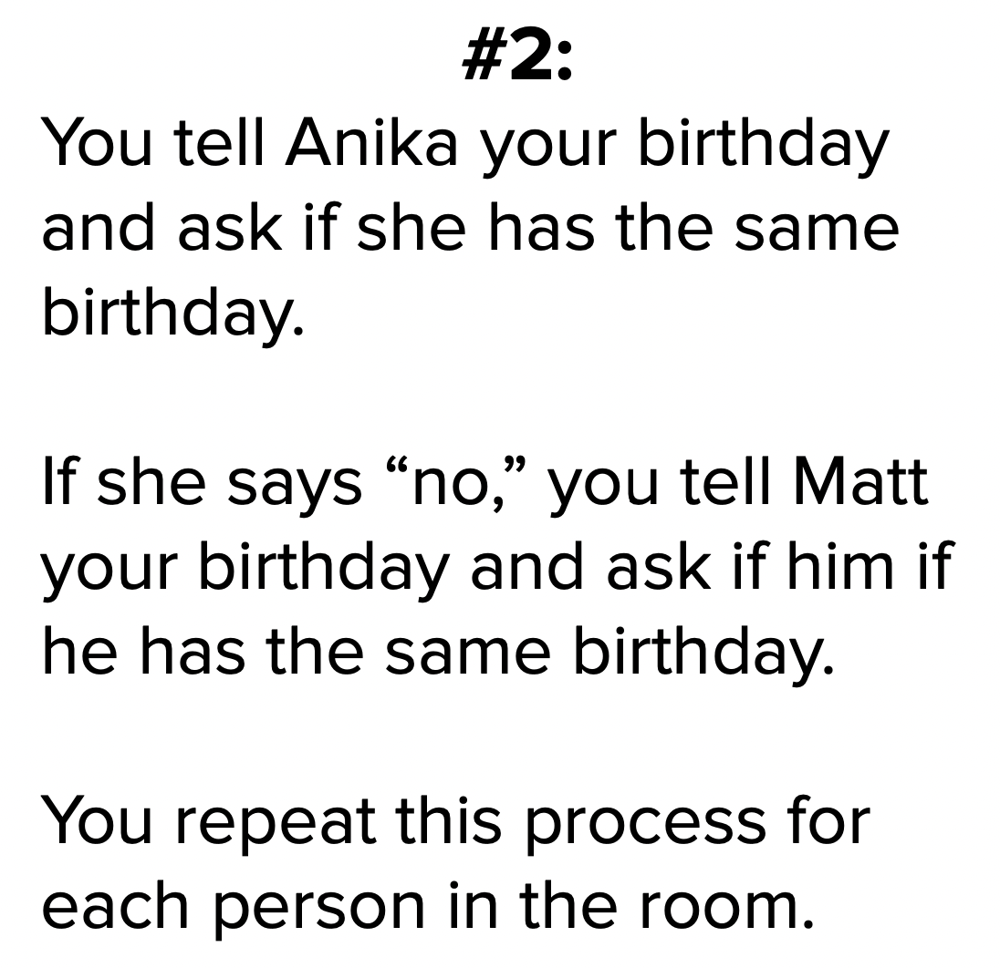 #2:
You tell Anika your birthday
and ask if she has the same
birthday.
If she says “no,” you tell Matt
your birthday and ask if him if
he has the same birthday.
You repeat this process for
each person in the room.